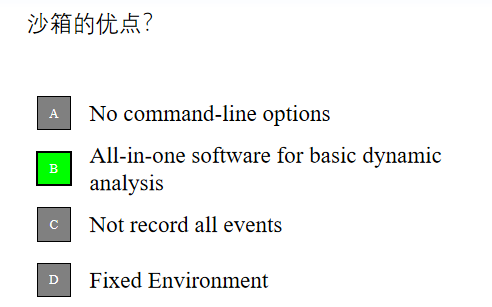 沙箱的优点?
A No command-line options
B All-in-one software for basic dynamic
analysis
C Not record all events
D Fixed Environment